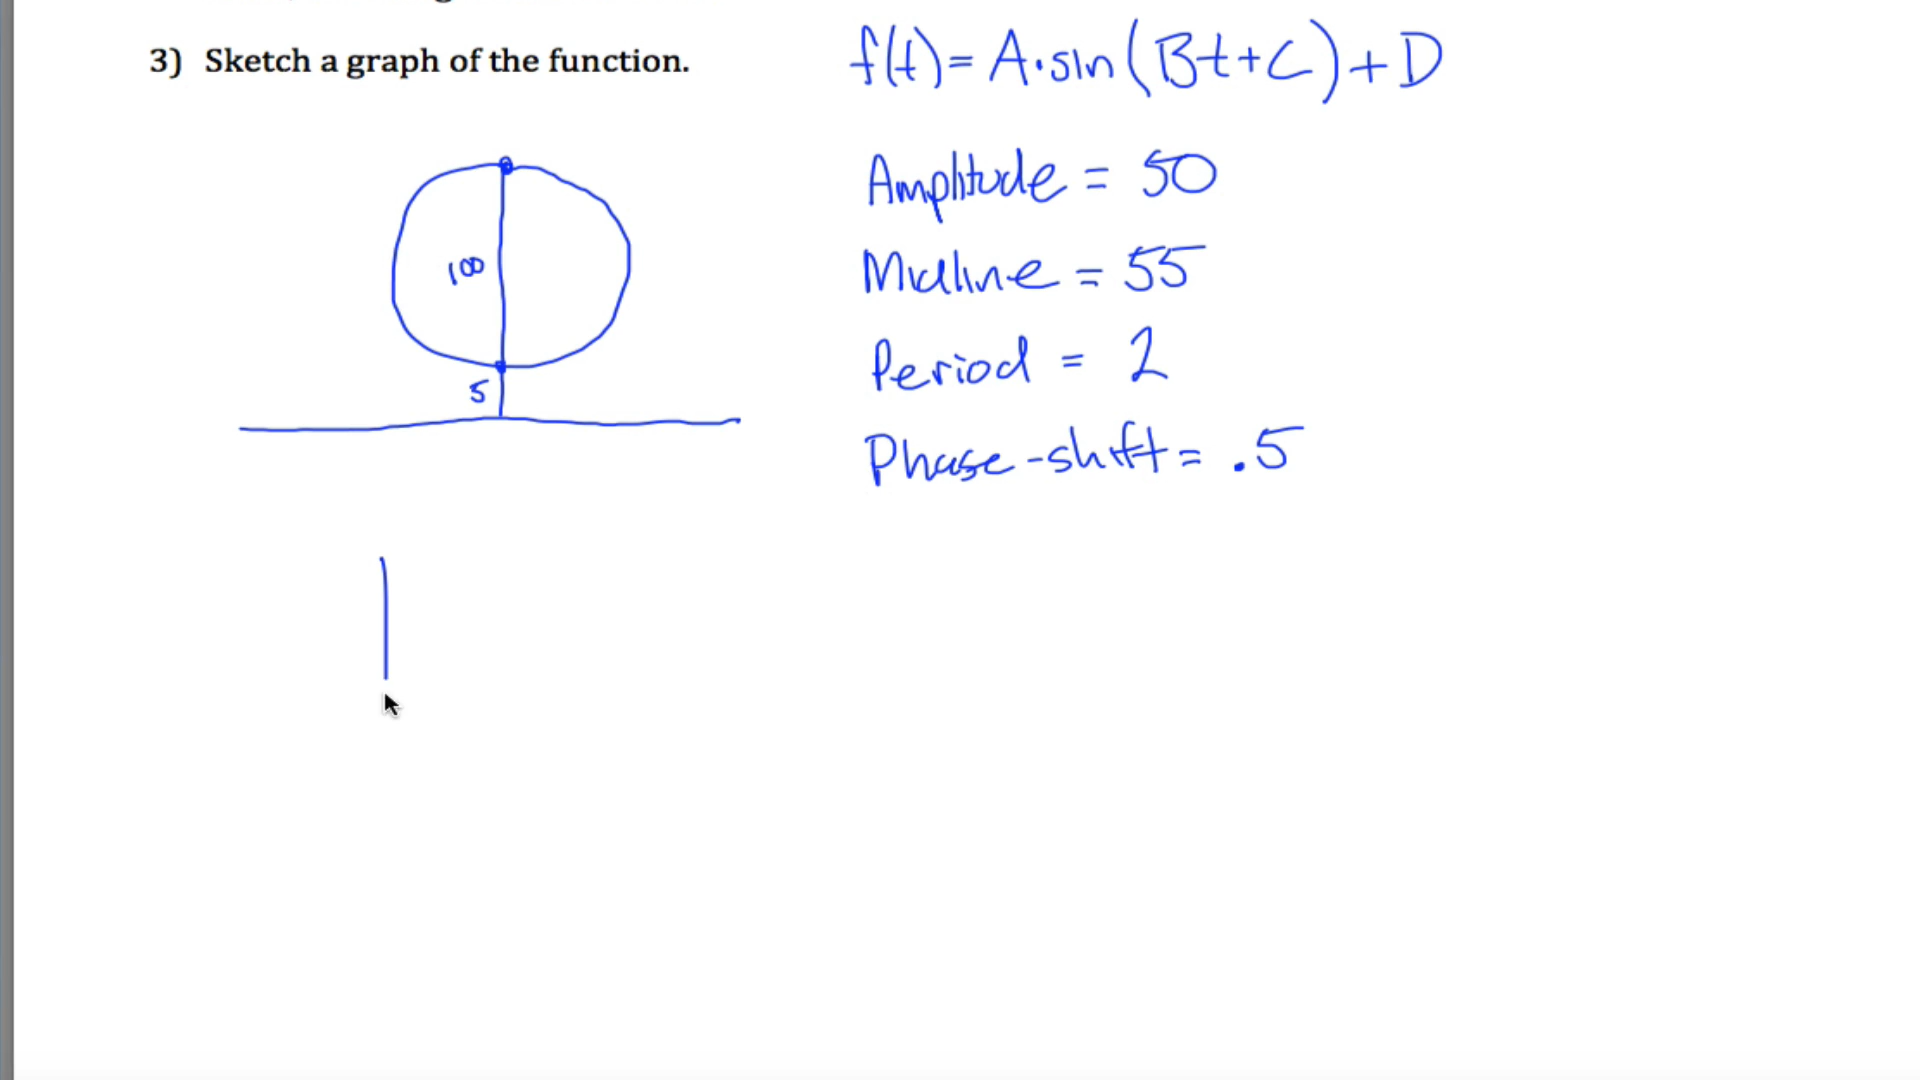 3) Sketch a graph of the function.
f(t) = A·sin(Bt+C)+D
100
5
Amplitude = 50
Midline = 55
Period = 2
Phase-shift = .5